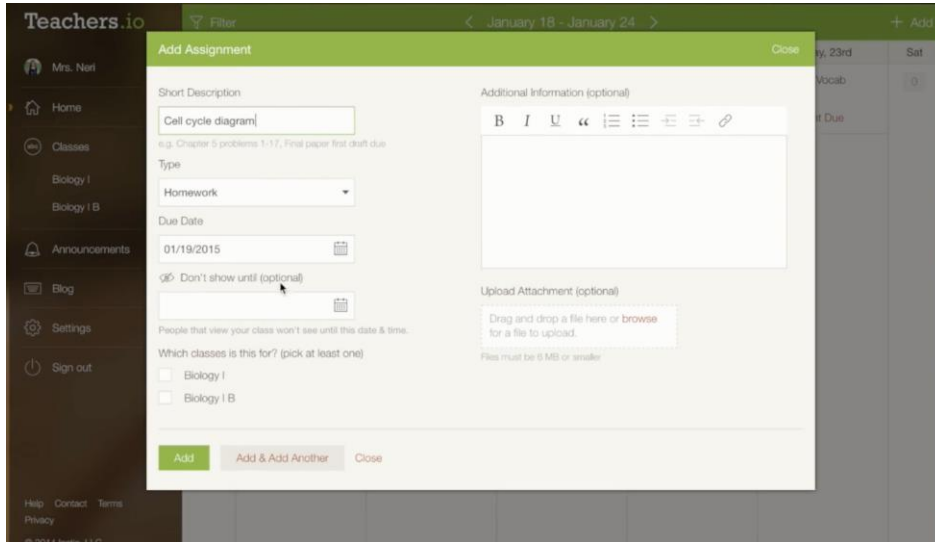 Teachers.io
Filter
January 18 - January 24
+ Add
Mrs. Neri
Home
Classes
Biology I
Biology I B
Announcements
Blog
Settings
Sign out
Help Contact Terms
Privacy
Add Assignment
Close
Short Description
Cell cycle diagram
e.g. Chapter 5 problems 1-17, Final paper first draft due
Type
Homework
Due Date
01/19/2015
Don't show until (optional)
People that view your class won't see until this date & time.
Which classes is this for? (pick at least one)
Biology I
Biology I B
Add
Add & Add Another
Close
Additional Information (optional)
B I U
Upload Attachment (optional)
Drag and drop a file here or browse
for a file to upload.
Files must be 8 MB or smaller
23rd
Sat
Vocab
0
Due